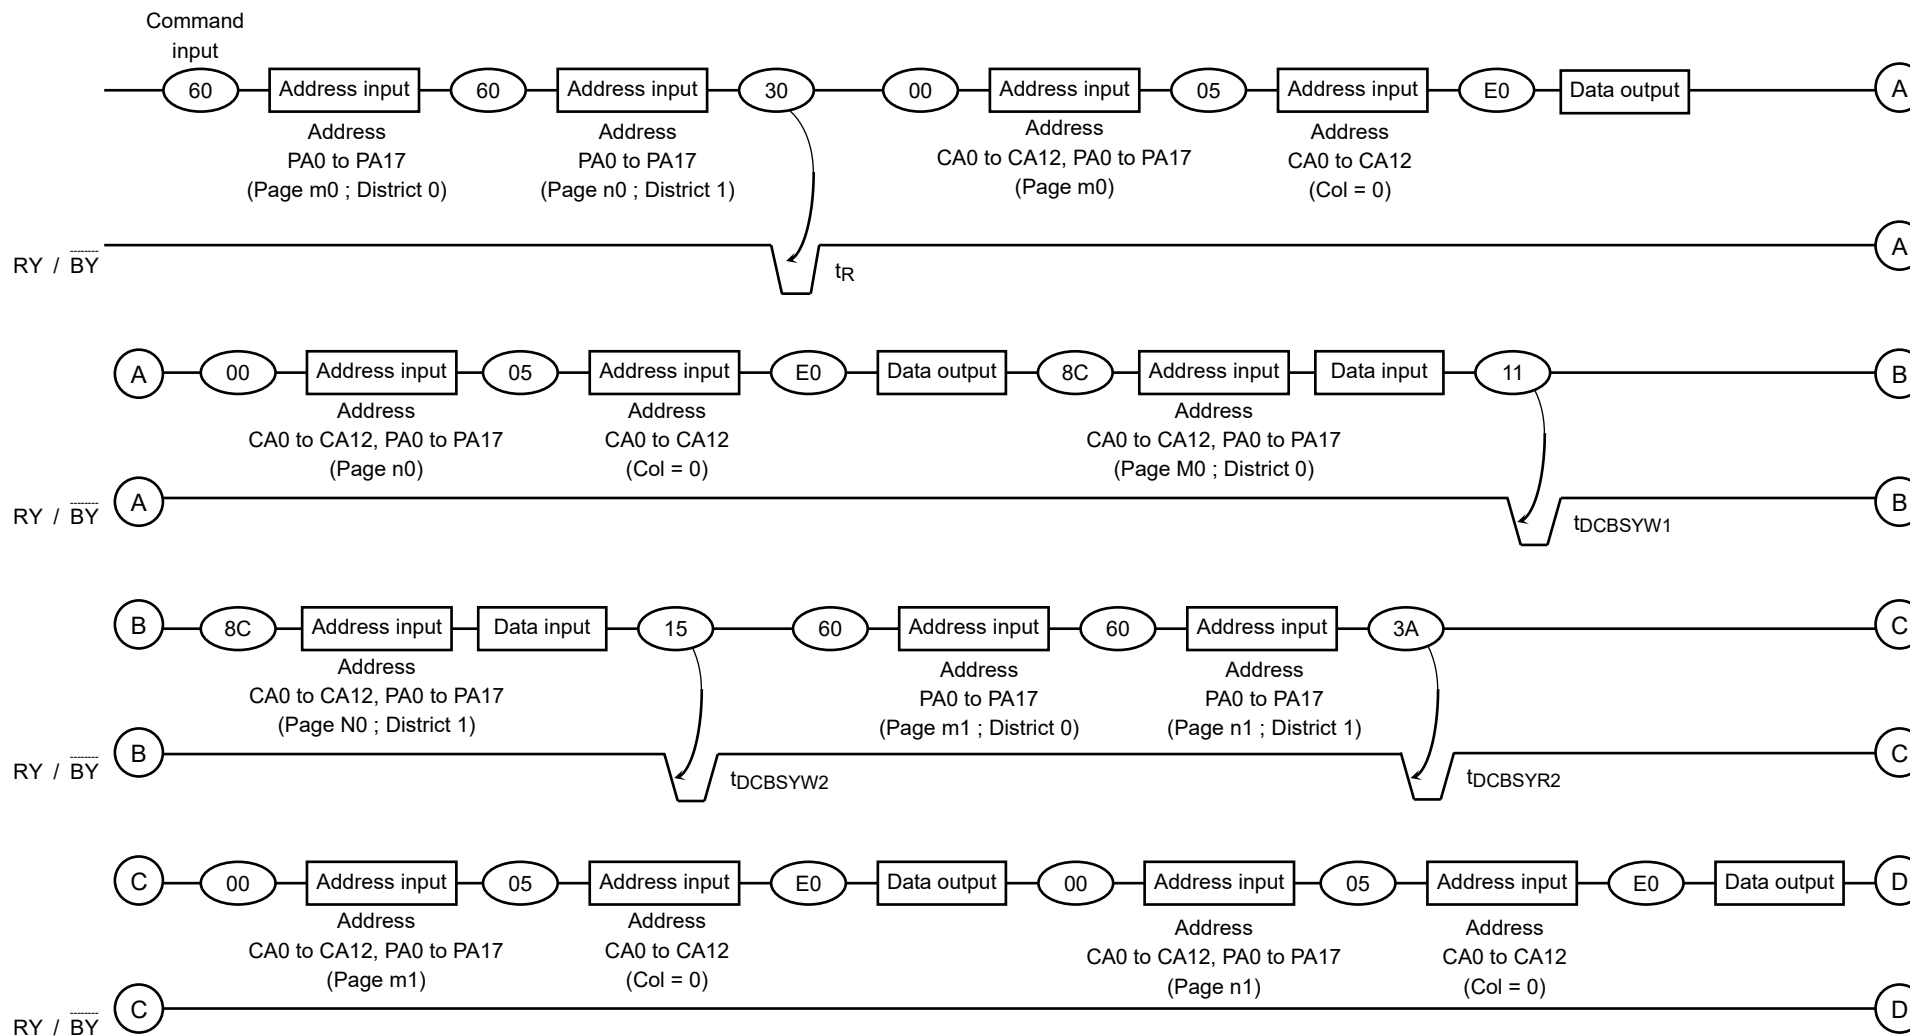 Command
input
60 Address input 60 Address input 30 00 Address input 05 Address input E0 Data output A
Address Address Address Address
PA0 to PA17 PA0 to PA17 CA0 to CA12, PA0 to PA17 CA0 to CA12
(Page m0 ; District 0) (Page n0 ; District 1) (Page m0) (Col = 0)
RY / BY tR A
A 00 Address input 05 Address input E0 Data output 8C Address input Data input 11 B
Address Address Address
CA0 to CA12, PA0 to PA17 CA0 to CA12 CA0 to CA12, PA0 to PA17
(Page n0) (Col = 0) (Page M0 ; District 0)
RY / BY A tDCBSYW1 B
B 8C Address input Data input 15 60 Address input 60 Address input 3A C
Address Address Address
CA0 to CA12, PA0 to PA17 PA0 to PA17 PA0 to PA17
(Page N0 ; District 1) (Page m1 ; District 0) (Page n1 ; District 1)
RY / BY B tDCBSYW2 tDCBSYR2 C
C 00 Address input 05 Address input E0 Data output 00 Address input 05 Address input E0 Data output D
Address Address Address Address
CA0 to CA12, PA0 to PA17 CA0 to CA12 CA0 to CA12, PA0 to PA17 CA0 to CA12
(Page m1) (Col = 0) (Page n1) (Col = 0)
RY / BY C D